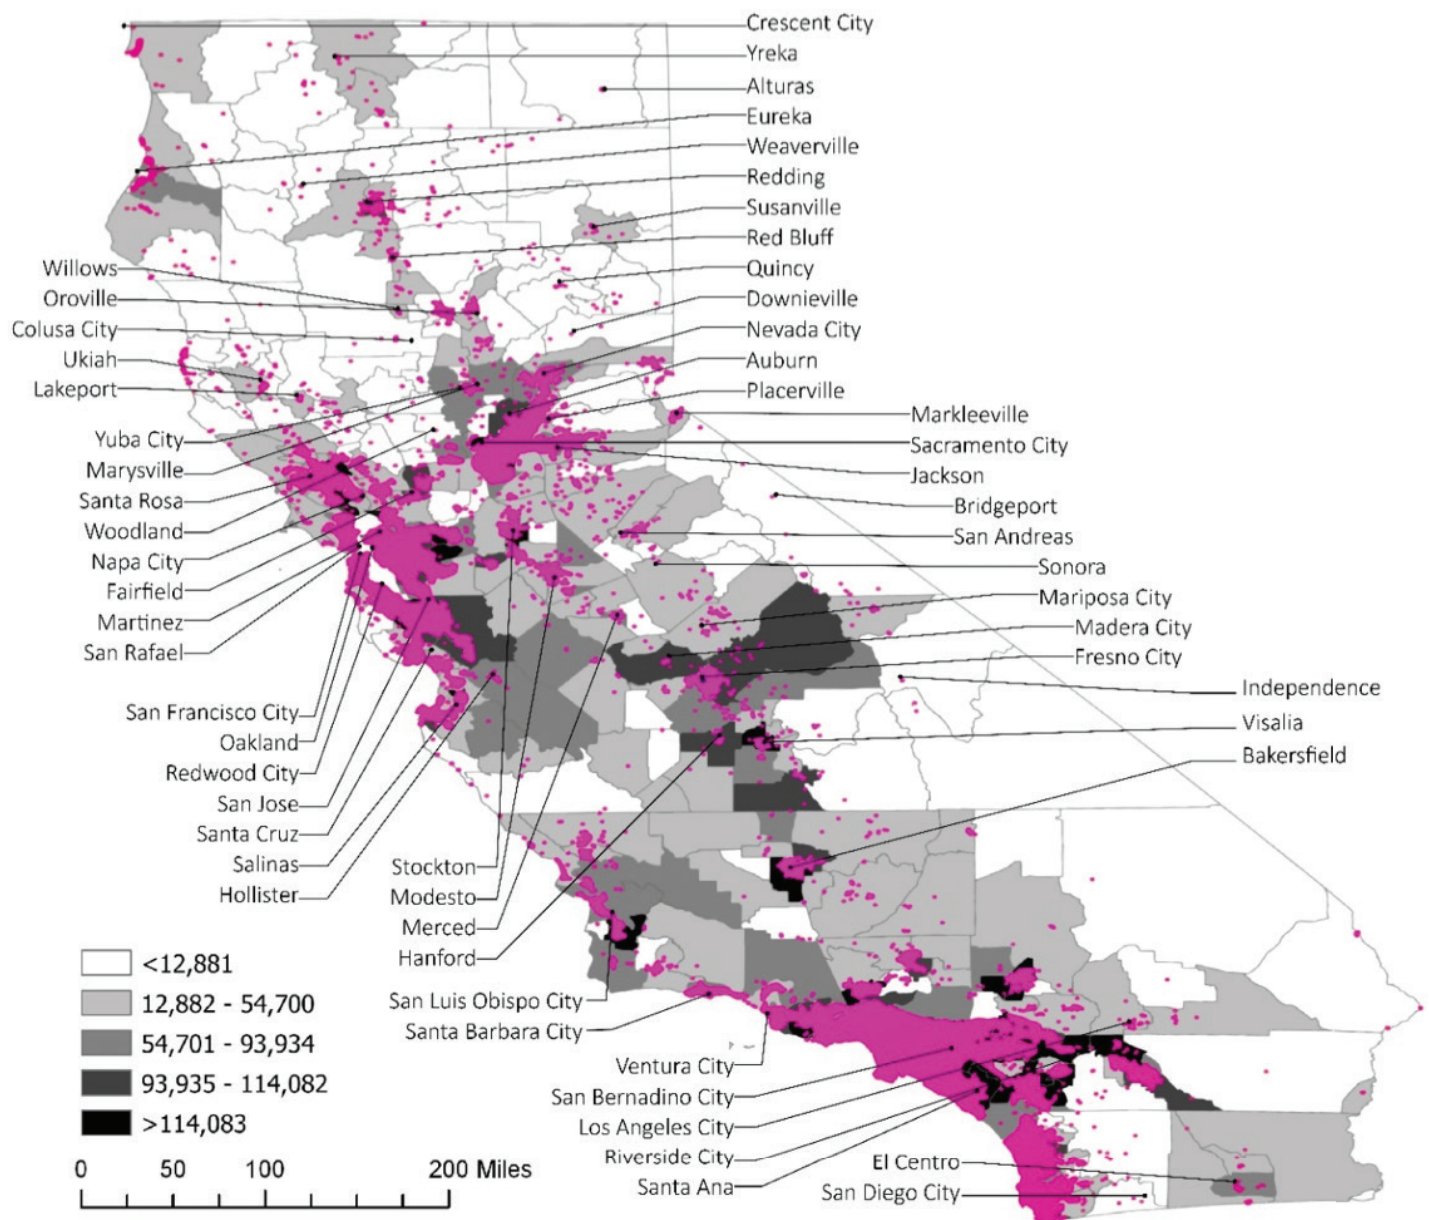 Crescent City
Yreka
Alturas
Eureka
Weaverville
Redding
Susanville
Red Bluff
Quincy
Downieville
Nevada City
Auburn
Placerville
Willows
Oroville
Colusa City
Ukiah
Lakeport
Yuba City
Marysville
Santa Rosa
Woodland
Napa City
Fairfield
Martinez
San Rafael
San Francisco City
Oakland
Redwood City
San Jose
Santa Cruz
Salinas
Hollister
Markleeville
Sacramento City
Jackson
Bridgeport
San Andreas
Sonora
Mariposa City
Madera City
Fresno City
Independence
Visalia
Bakersfield
Stockton
Modesto
Merced
Hanford
San Luis Obispo City
Santa Barbara City
Ventura City
San Bernadino City
Los Angeles City
Riverside City
Santa Ana
El Centro
San Diego City
<12,881
12,882 - 54,700
54,701 - 93,934
93,935 - 114,082
>114,083
0 50 100 200 Miles